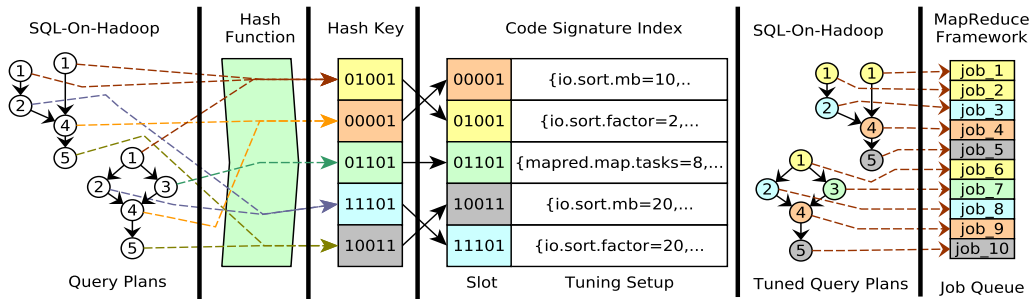 SQL-On-Hadoop
1
1
2
4
5
1
2
3
4
5
Query Plans
Hash
Function
Hash Key
01001
00001
01101
11101
10011
Code Signature Index
00001
{io.sort.mb=10,..
01001
{io.sort.factor=2,...
01101
{mapred.map.tasks=8,...
10011
{io.sort.mb=20,...
11101
{io.sort.factor=20,...
Slot
Tuning Setup
SQL-On-Hadoop
1
1
2
4
5
1
2
3
4
5
Tuned Query Plans
MapReduce
Framework
job_1
job_2
job_3
job_4
job_5
job_6
job_7
job_8
job_9
job_10
Job Queue